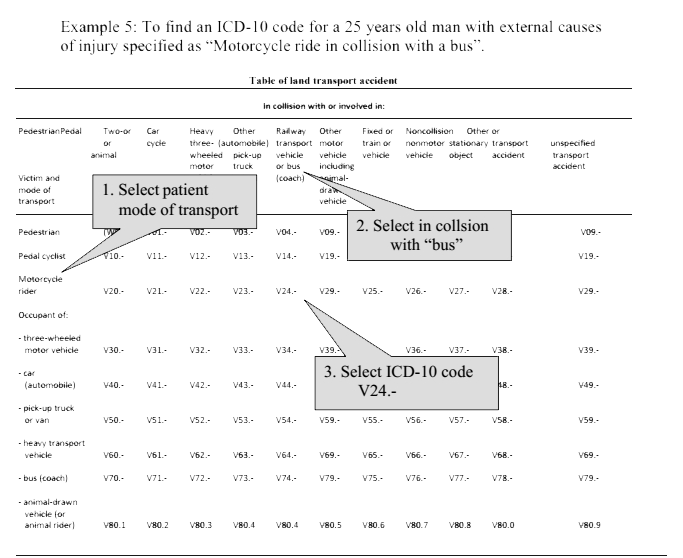 Example 5: To find an ICD-10 code for a 25 years old man with external causes
of injury specified as “Motorcycle ride in collision with a bus”.
Table of land transport accident
In collision with or involved in:
PedestrianPedal Two-or Car Heavy Other Railway Other Fixed or Noncollision Other or
or cycle three- (automobile) transport motor train or nonmotor stationary transport unspecified
animal wheeled pick-up vehicle vehicle vehicle vehicle object accident transport
motor truck or bus including accident
Victim and (coach) animal-
mode of drawn
transport vehicle
1. Select patient
mode of transport
2. Select in collsion
with “bus”
Pedestrian V02.- V03.- V04.- V09.- V09.-
Pedal cyclist V10.- V11.- V12.- V13.- V14.- V19.- V19.-
Motorcycle
rider V20.- V21.- V22.- V23.- V24.- V29.- V25.- V26.- V27.- V28.- V29.-
Occupant of:
- three-wheeled
motor vehicle V30.- V31.- V32.- V33.- V34.- V39.- V36.- V37.- V38.- V39.-
3. Select ICD-10 code
V24.-
- car
(automobile) V40.- V41.- V42.- V43.- V44.- 48.- V49.-
- pick-up truck
or van V50.- V51.- V52.- V53.- V54.- V59.- V55.- V56.- V57.- V58.- V59.-
- heavy transport
vehicle V60.- V61.- V62.- V63.- V64.- V69.- V65.- V66.- V67.- V68.- V69.-
- bus (coach) V70.- V71.- V72.- V73.- V74.- V79.- V75.- V76.- V77.- V78.- V79.-
- animal-drawn
vehicle (or
animal rider) V80.1 V80.2 V80.3 V80.4 V80.4 V80.5 V80.6 V80.7 V80.8 V80.0 V80.9